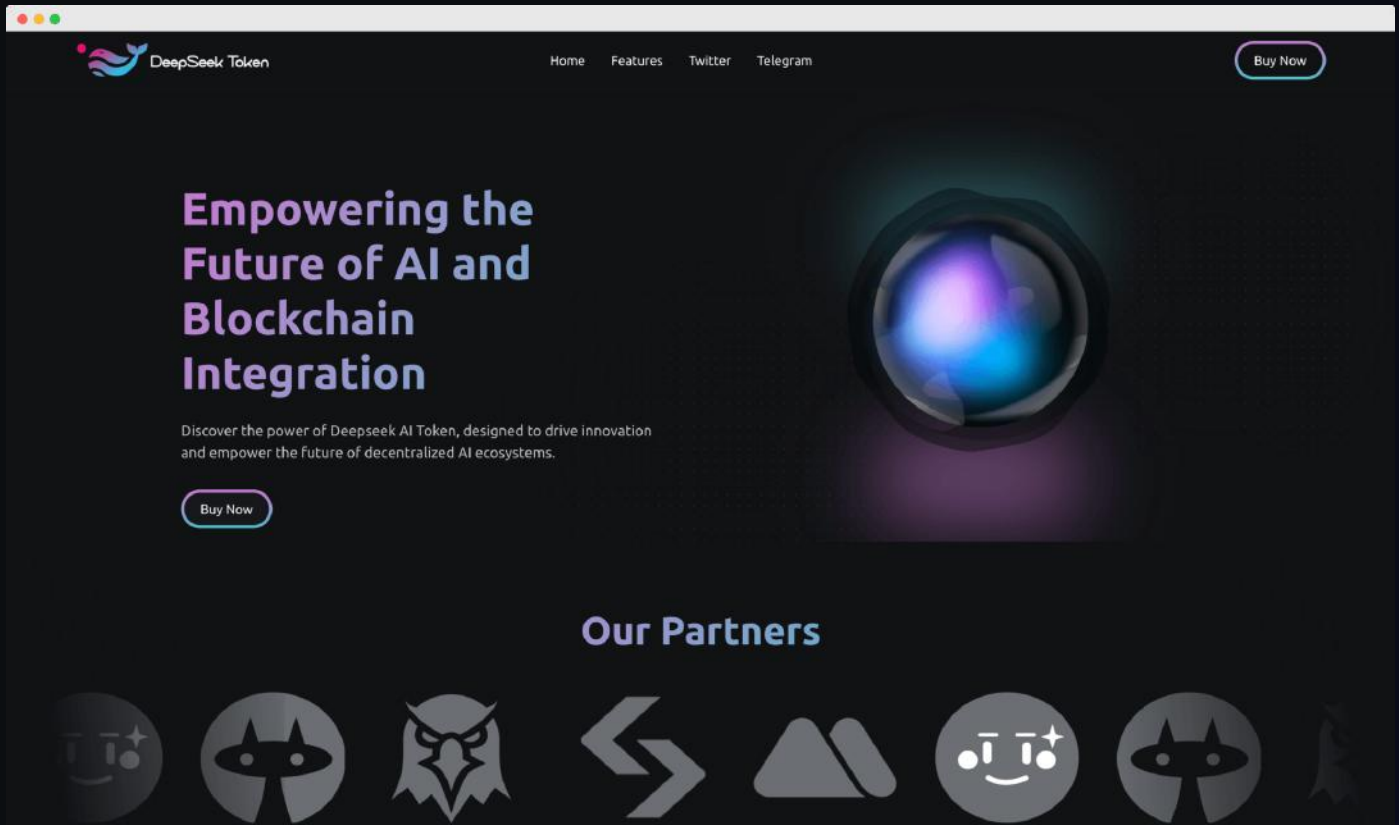 DeepSeek Token
Home Features Twitter Telegram
Buy Now
Empowering the
Future of AI and
Blockchain
Integration
Discover the power of Deepseek AI Token, designed to drive innovation
and empower the future of decentralized AI ecosystems.
Buy Now
Our Partners